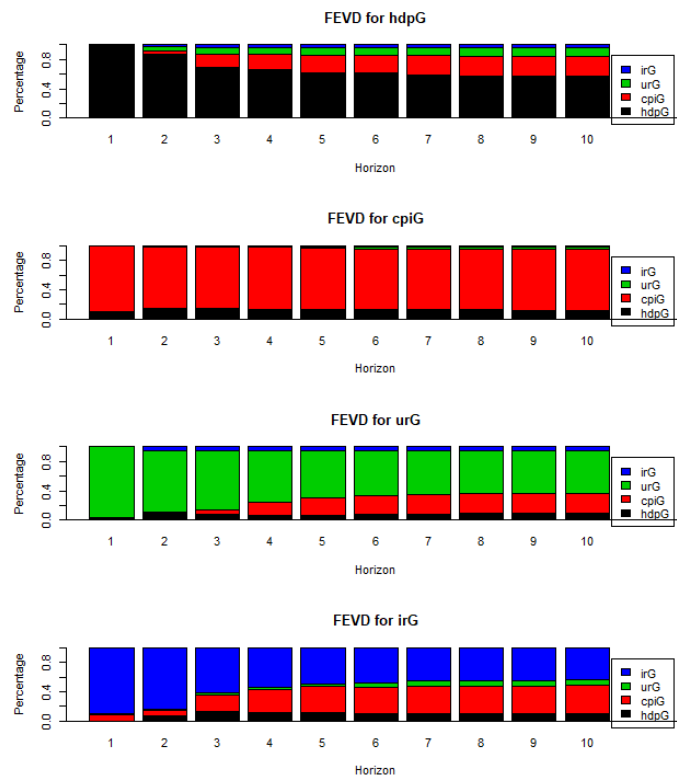 FEVD for hdpG
Percentage
0.0 0.4 0.8
1 2 3 4 5 6 7 8 9 10
Horizon
irG
urG
cpiG
hdpG
FEVD for cpiG
Percentage
0.0 0.4 0.8
1 2 3 4 5 6 7 8 9 10
Horizon
irG
urG
cpiG
hdpG
FEVD for urG
Percentage
0.0 0.4 0.8
1 2 3 4 5 6 7 8 9 10
Horizon
irG
urG
cpiG
hdpG
FEVD for irG
Percentage
0.0 0.4 0.8
1 2 3 4 5 6 7 8 9 10
Horizon
irG
urG
cpiG
hdpG